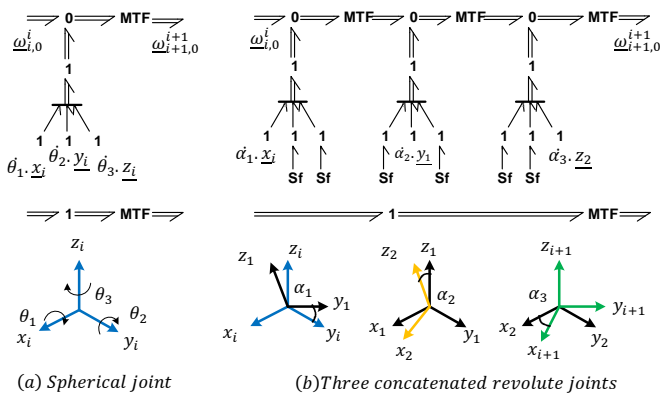 0 MTF
ω^i_{i,0} ω^{i+1}_{i+1,0}
1
1 1 1
θ̇_1. x_i θ̇_2. y_i θ̇_3. z_i
1 MTF
z_i
θ_3
θ_1 θ_2
x_i y_i
(a) Spherical joint
0 MTF 0 MTF 0 MTF
ω^i_{i,0} ω^{i+1}_{i+1,0}
1 1 1
1 1 1 1 1 1 1 1 1
α̇_1. x_i α̇_2. y_1 α̇_3. z_2
Sf Sf Sf Sf Sf Sf
1 MTF
z_1 z_i z_2 z_1 z_{i+1}
α_1 α_2 α_3
y_1 y_{i+1}
x_i y_i x_1 y_1 x_2 y_2
x_2 x_{i+1}
(b)Three concatenated revolute joints